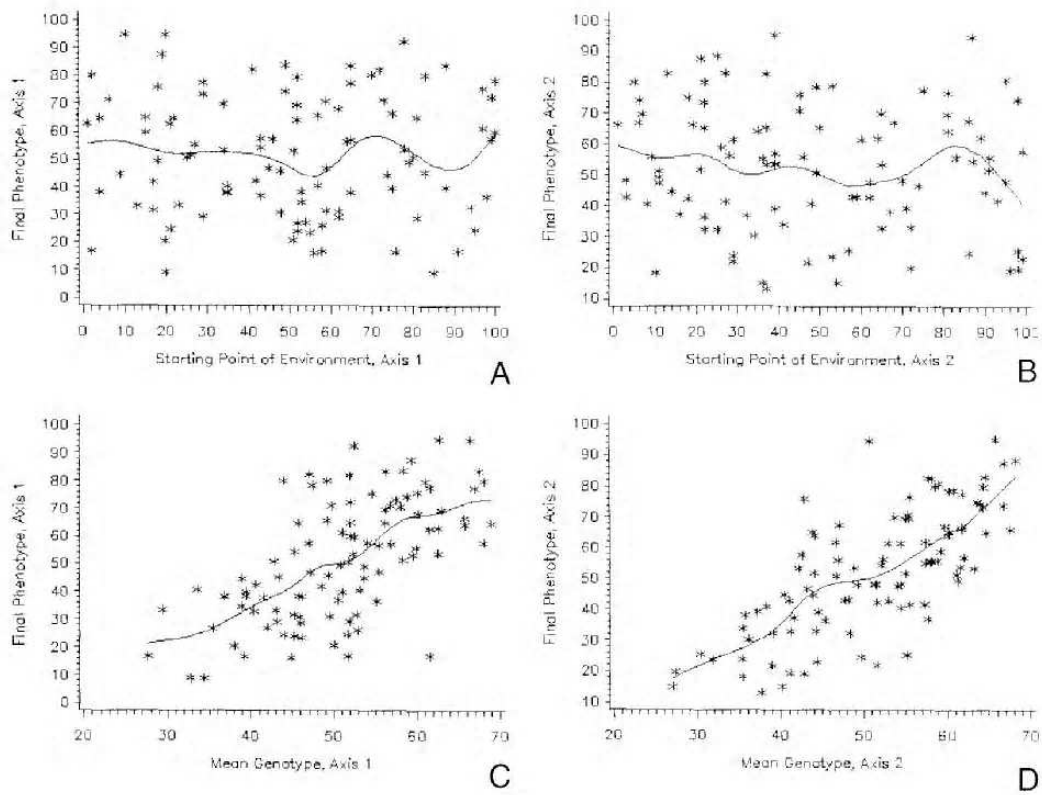 100
90
80
70
60
50
40
30
20
10
0
Final Phenotype, Axis 1
0 10 20 30 40 50 60 70 80 90 100
Starting Point of Environment, Axis 1
A
100
90
80
70
60
50
40
30
20
10
Final Phenotype, Axis 2
0 10 20 30 40 50 60 70 80 90 100
Starting Point of Environment, Axis 2
B
100
90
80
70
60
50
40
30
20
10
0
Final Phenotype, Axis 1
20 30 40 50 60 70
Mean Genotype, Axis 1
C
100
90
80
70
60
50
40
30
20
10
Final Phenotype, Axis 2
20 30 40 50 60 70
Mean Genotype, Axis 2
D